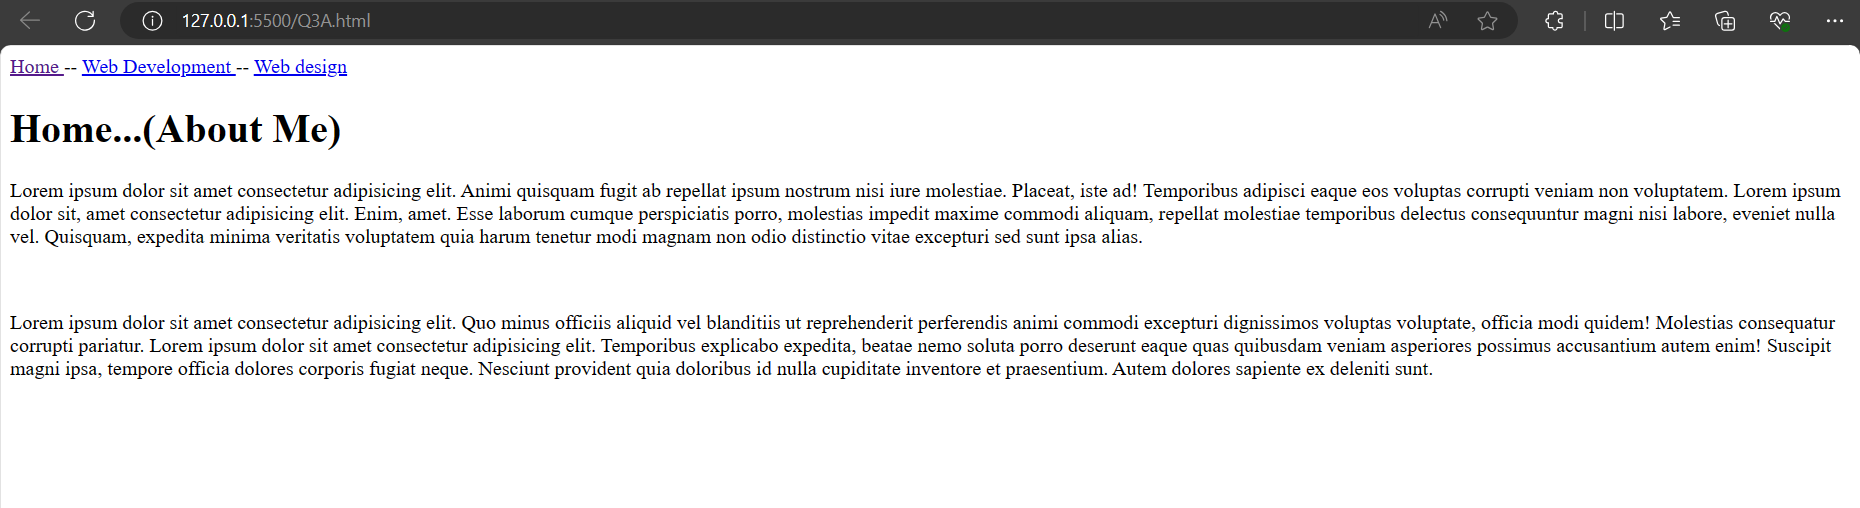 127.0.0.1:5500/Q3A.html
Home -- Web Development -- Web design
Home...(About Me)
Lorem ipsum dolor sit amet consectetur adipisicing elit. Animi quisquam fugit ab repellat ipsum nostrum nisi iure molestiae. Placeat, iste ad! Temporibus adipisci eaque eos voluptas corrupti veniam non voluptatem. Lorem ipsum
dolor sit, amet consectetur adipisicing elit. Enim, amet. Esse laborum cumque perspiciatis porro, molestias impedit maxime commodi aliquam, repellat molestiae temporibus delectus consequuntur magni nisi labore, eveniet nulla
vel. Quisquam, expedita minima veritatis voluptatem quia harum tenetur modi magnam non odio distinctio vitae excepturi sed sunt ipsa alias.
Lorem ipsum dolor sit amet consectetur adipisicing elit. Quo minus officiis aliquid vel blanditiis ut reprehenderit perferendis animi commodi excepturi dignissimos voluptas voluptate, officia modi quidem! Molestias consequatur
corrupti pariatur. Lorem ipsum dolor sit amet consectetur adipisicing elit. Temporibus explicabo expedita, beatae nemo soluta porro deserunt eaque quas quibusdam veniam asperiores possimus accusantium autem enim! Suscipit
magni ipsa, tempore officia dolores corporis fugiat neque. Nesciunt provident quia doloribus id nulla cupiditate inventore et praesentium. Autem dolores sapiente ex deleniti sunt.